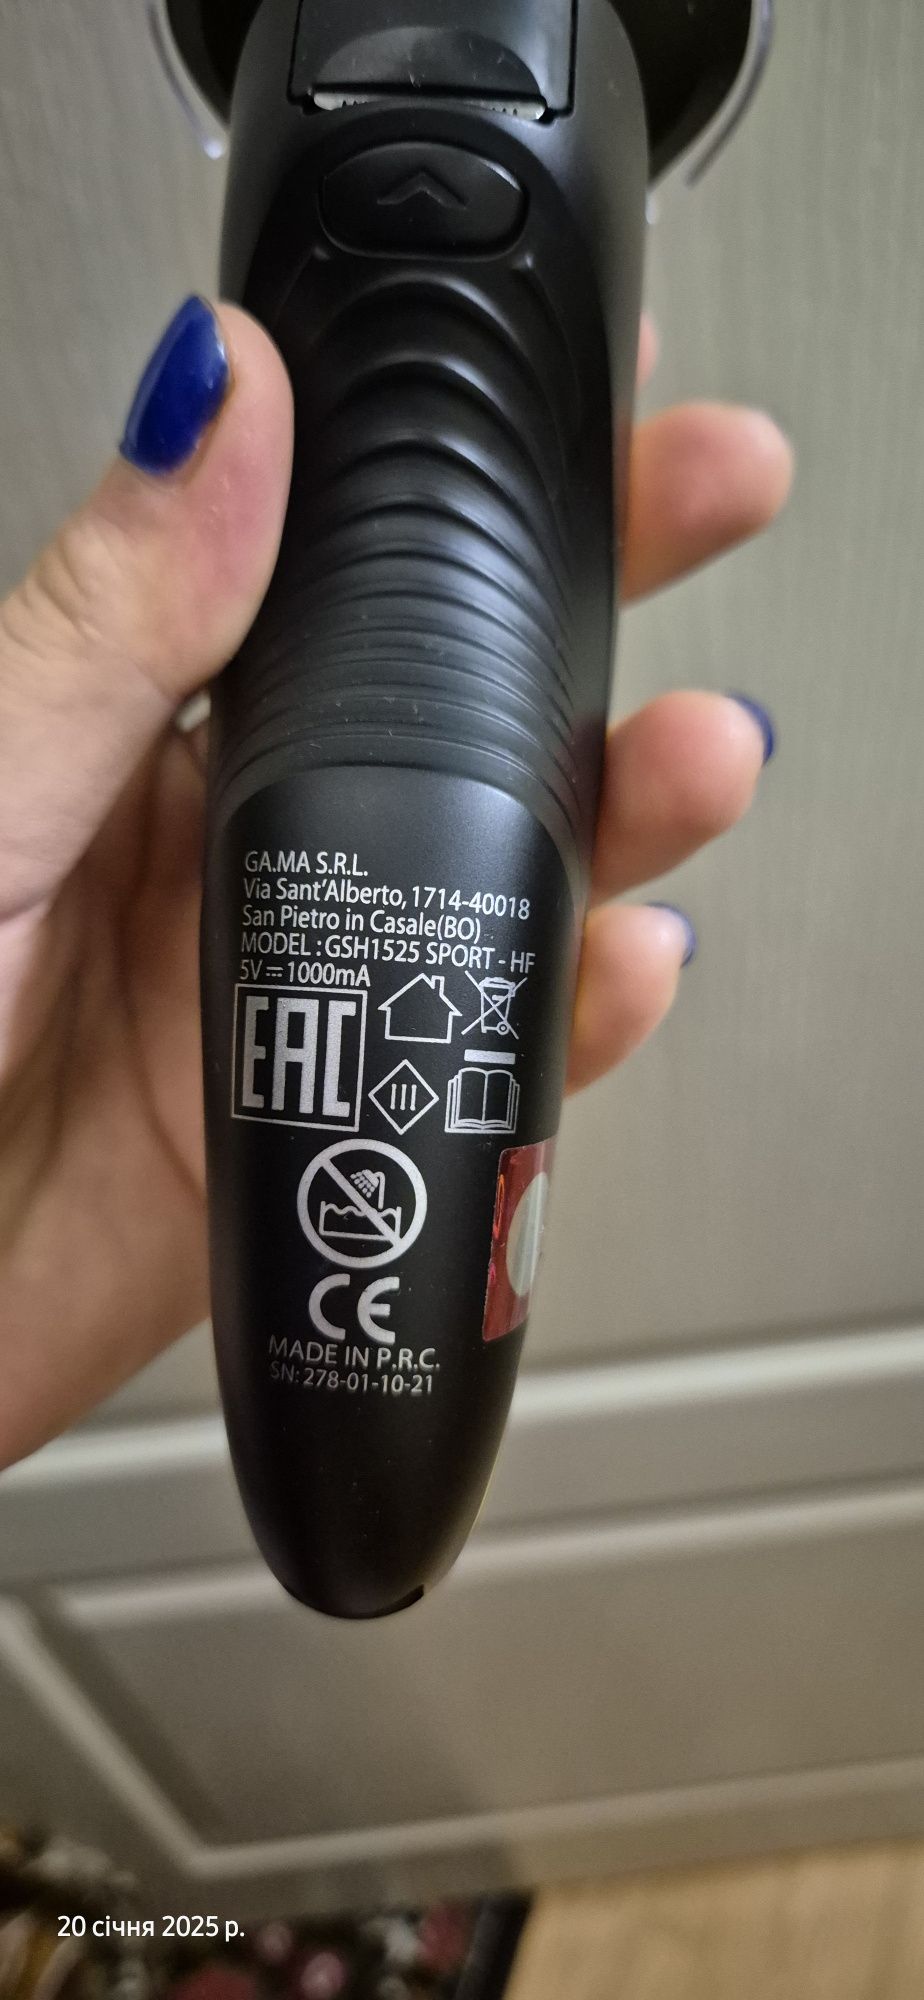 GA.MA S.R.L.
Via Sant'Alberto, 1714-40018
San Pietro in Casale(BO)
MODEL : GSH1525 SPORT - HF
5V ⎓ 1000mA
EAC
III
CE
MADE IN P.R.C.
SN: 278-01-10-21
20 січня 2025 р.